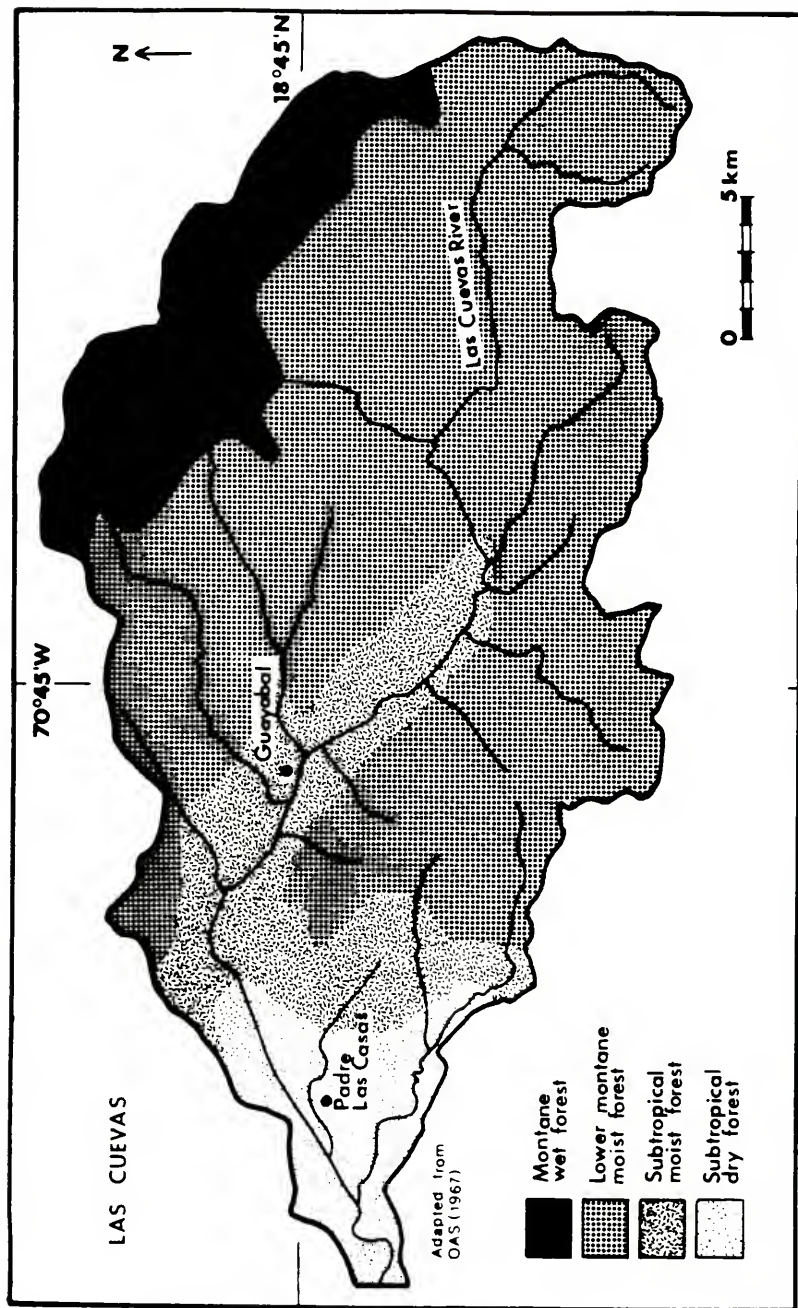 LAS CUEVAS
70°45'W
N
18°45'N
Guayabal
Las Cuevas River
Padre
Las Casas
Adapted from
OAS (1967)
0 5 km
Montane
wet forest
Lower montane
moist forest
Subtropical
moist forest
Subtropical
dry forest